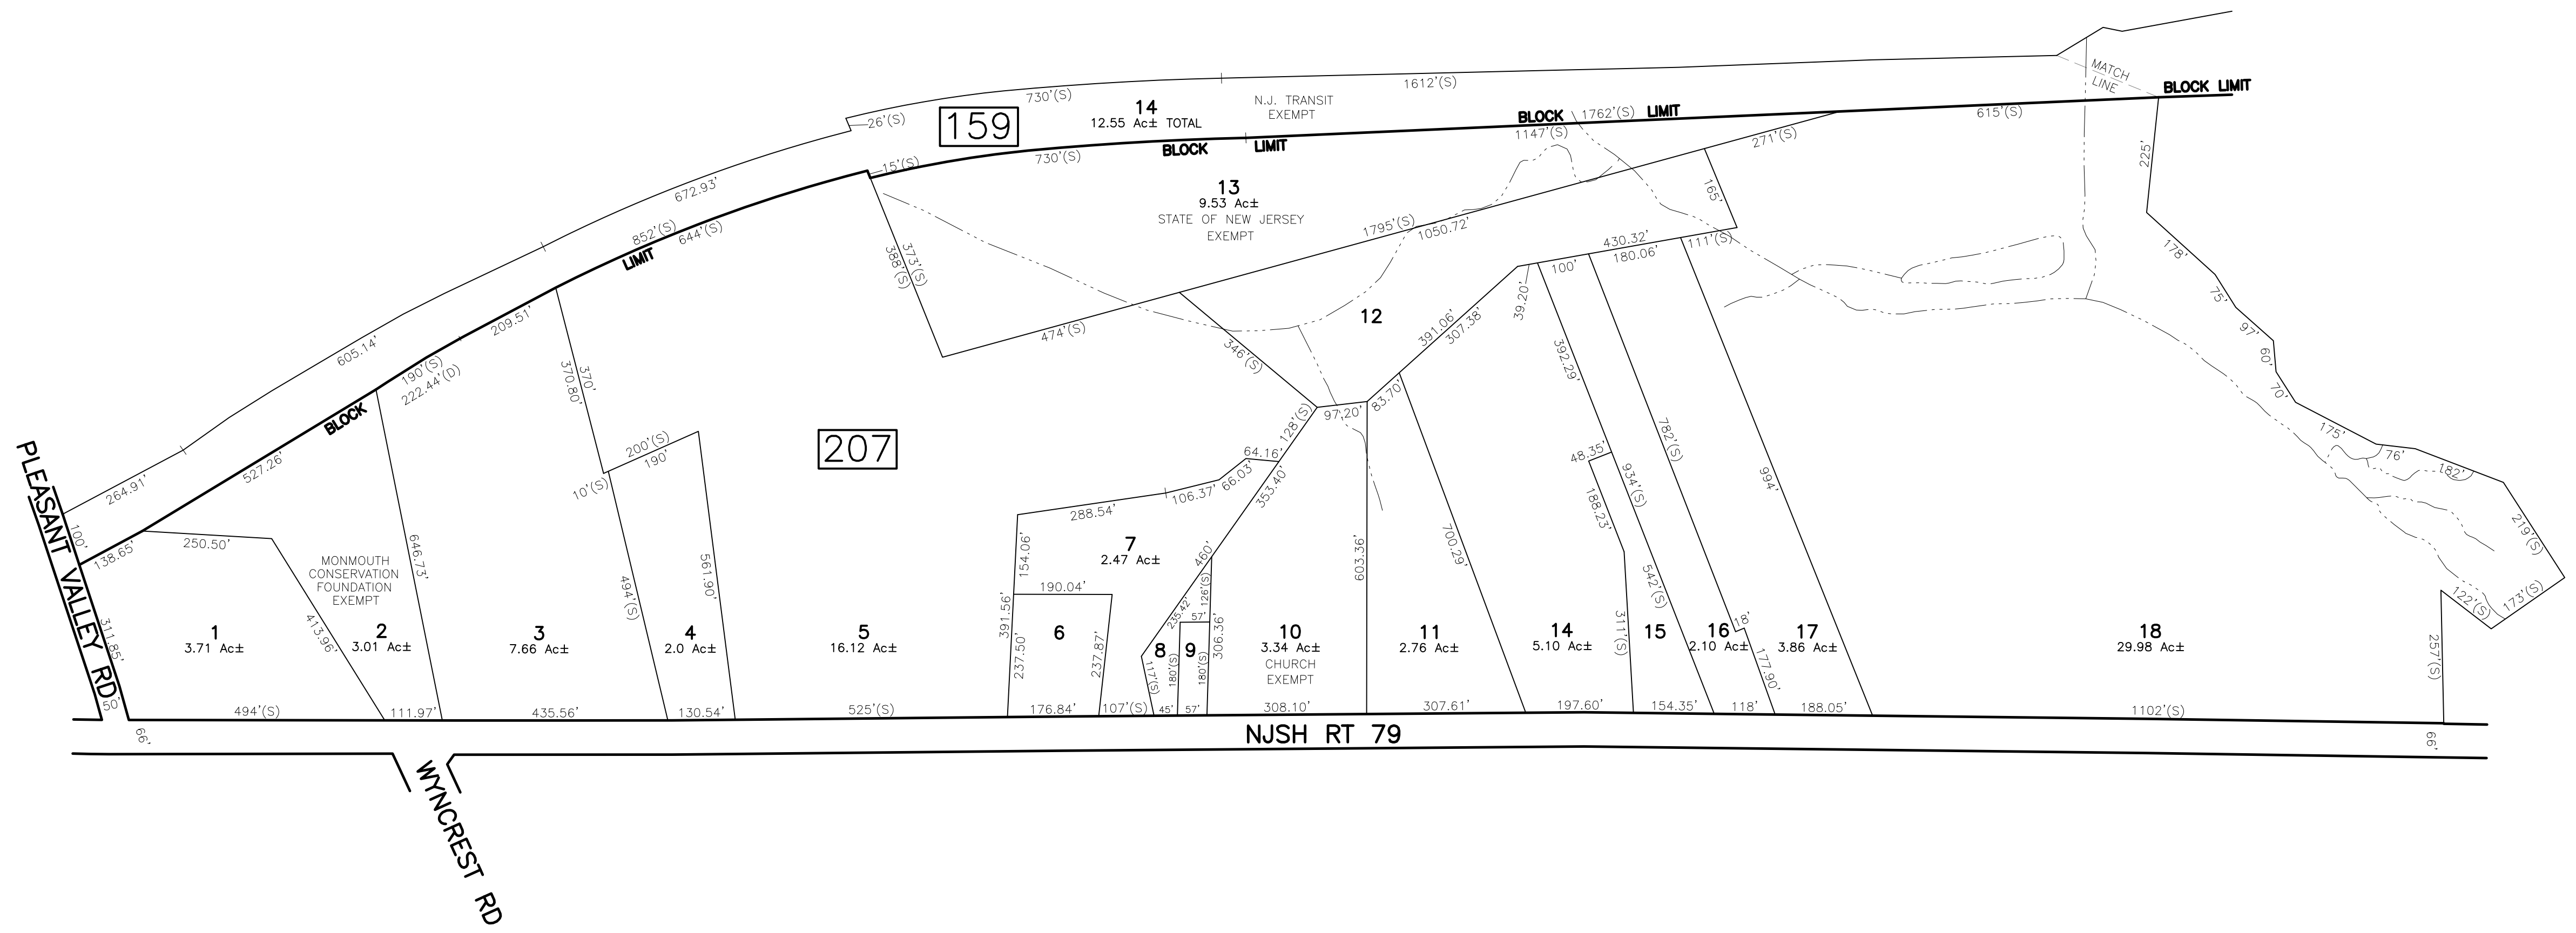 1612'(S)
MATCH
LINE
BLOCK LIMIT
730'(S)
14
12.55 Ac± TOTAL
N.J. TRANSIT
EXEMPT
26'(S)
159
BLOCK
1762'(S)
LIMIT
1147'(S)
615'(S)
271'(S)
BLOCK
LIMIT
730'(S)
15'(S)
225'
672.93'
13
9.53 Ac±
STATE OF NEW JERSEY
EXEMPT
165'
1795'(S)
1050.72'
852'(S)
644'(S)
LIMIT
373'(S)
388'(S)
430.32'
180.06'
111'(S)
100'
178'
39.20'
75'
209.51'
474'(S)
12
391.06'
307.38'
97'
605.14'
346'(S)
392.29'
60'
190'(S)
222.44'(D)
370'
370.80'
70'
83.70'
97.20'
BLOCK
128'(S)
782'(S)
175'
76'
182'
207
200'(S)
190'
64.16'
66.03'
353.40'
48.35'
934'(S)
994'
527.26'
264.91'
10'(S)
106.37'
288.54'
188.23'
219'(S)
PLEASANT VALLEY RD
100'
138.65'
250.50'
646.73'
561.90'
154.06'
7
2.47 Ac±
460'
603.36'
700.29'
MONMOUTH
CONSERVATION
FOUNDATION
EXEMPT
494'(S)
190.04'
126'(S)
542'(S)
122'(S)
173'(S)
311.85'
413.96'
391.56'
235.42'
57'
306.36'
311'(S)
18'
1
3.71 Ac±
2
3.01 Ac±
3
7.66 Ac±
4
2.0 Ac±
5
16.12 Ac±
6
237.50'
237.87'
8
117'(S)
180'(S)
9
180'(S)
10
3.34 Ac±
CHURCH
EXEMPT
11
2.76 Ac±
14
5.10 Ac±
15
16
2.10 Ac±
177.90'
17
3.86 Ac±
18
29.98 Ac±
257'(S)
50'
494'(S)
111.97'
435.56'
130.54'
525'(S)
176.84'
107'(S)
45'
57'
308.10'
307.61'
197.60'
154.35'
118'
188.05'
1102'(S)
66'
NJSH RT 79
66'
WYNCREST RD